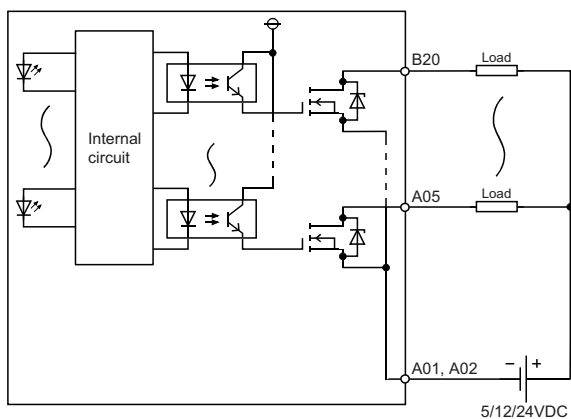 B20
Load
Internal
circuit
A05
Load
A01, A02
− +
5/12/24VDC